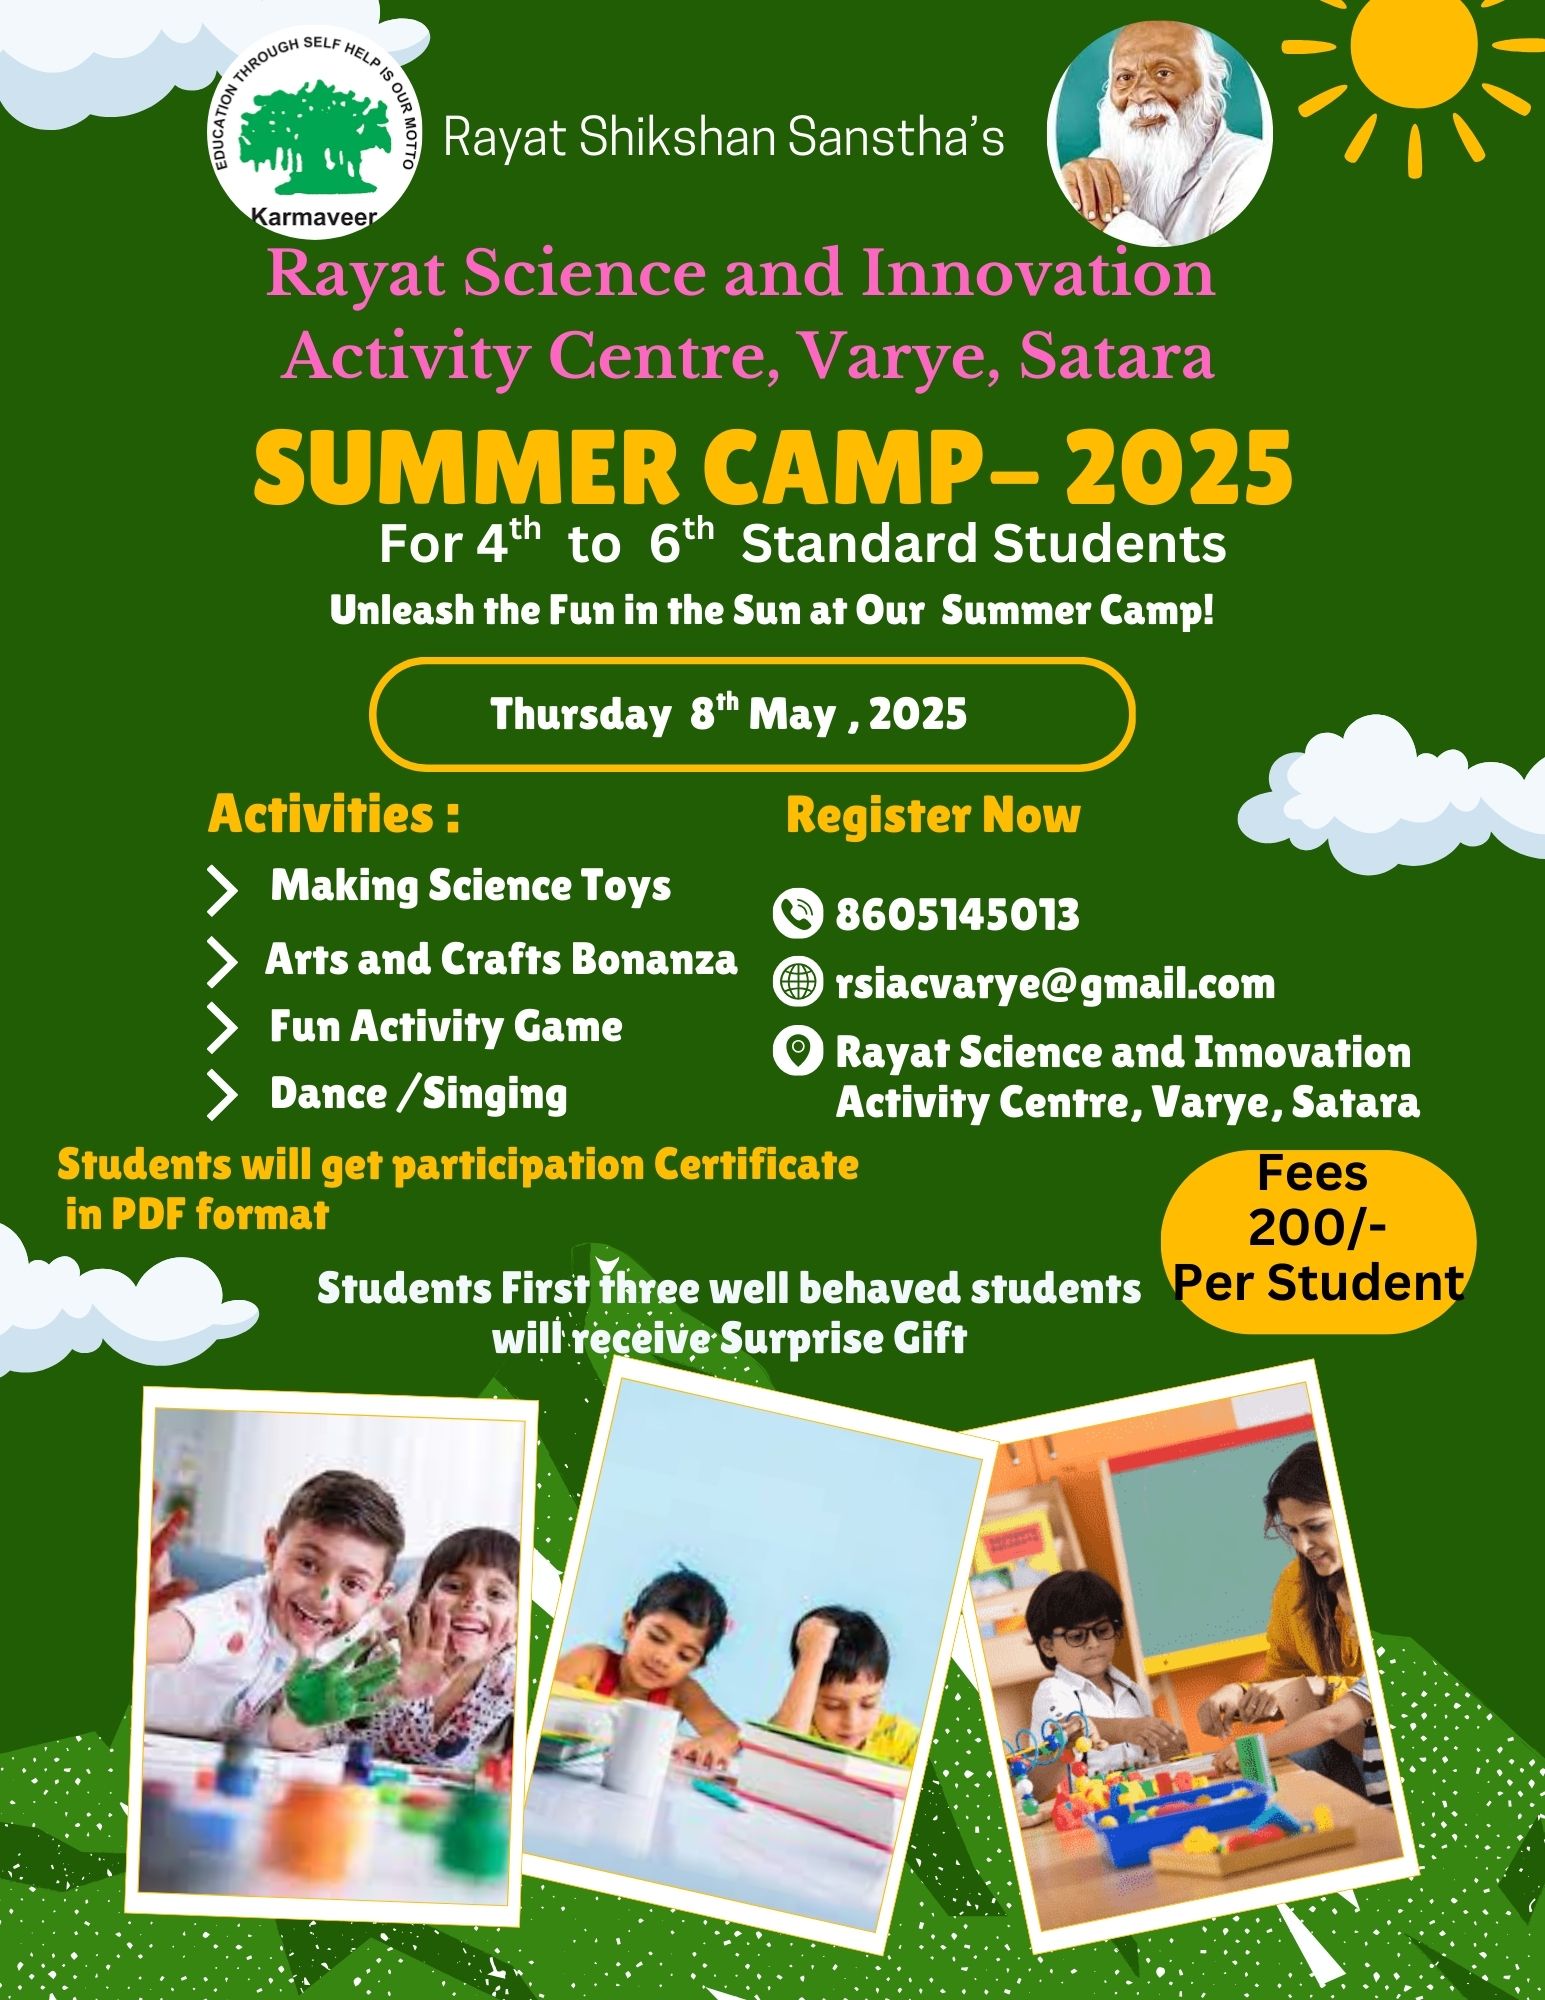 EDUCATION THROUGH SELF HELP IS OUR MOTTO
Karmaveer
Rayat Shikshan Sanstha’s
Rayat Science and Innovation
Activity Centre, Varye, Satara
SUMMER CAMP– 2025
For 4th to 6th Standard Students
Unleash the Fun in the Sun at Our Summer Camp!
Thursday 8th May , 2025
Activities :
Making Science Toys
Arts and Crafts Bonanza
Fun Activity Game
Dance /Singing
Register Now
8605145013
rsiacvarye@gmail.com
Rayat Science and Innovation
Activity Centre, Varye, Satara
Students will get participation Certificate
in PDF format
Fees
200/-
Per Student
Students First three well behaved students
will receive Surprise Gift